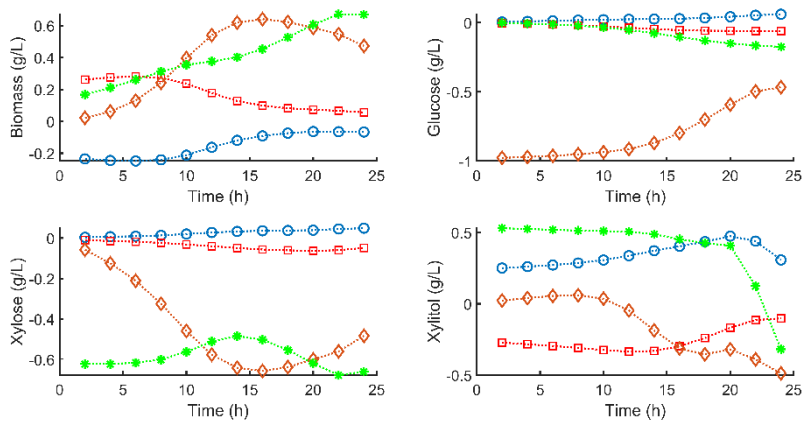 Biomass (g/L)
0.6
0.4
0.2
0
-0.2
0 5 10 15 20 25
Time (h)
Glucose (g/L)
0
-0.5
-1
0 5 10 15 20 25
Time (h)
Xylose (g/L)
0
-0.2
-0.4
-0.6
0 5 10 15 20 25
Time (h)
Xylitol (g/L)
0.5
0
-0.5
0 5 10 15 20 25
Time (h)